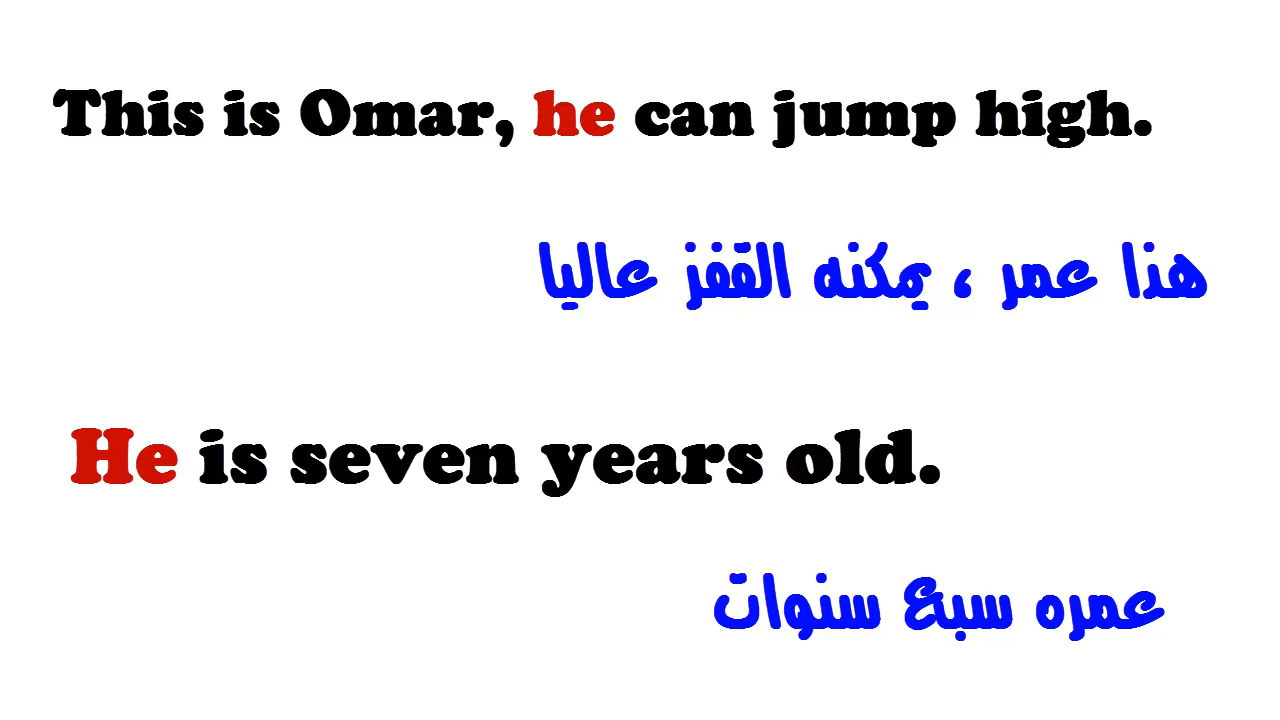 This is Omar, he can jump high.
هذا عمر ، يمكنه القفز عاليا
He is seven years old.
عمره سبع سنوات